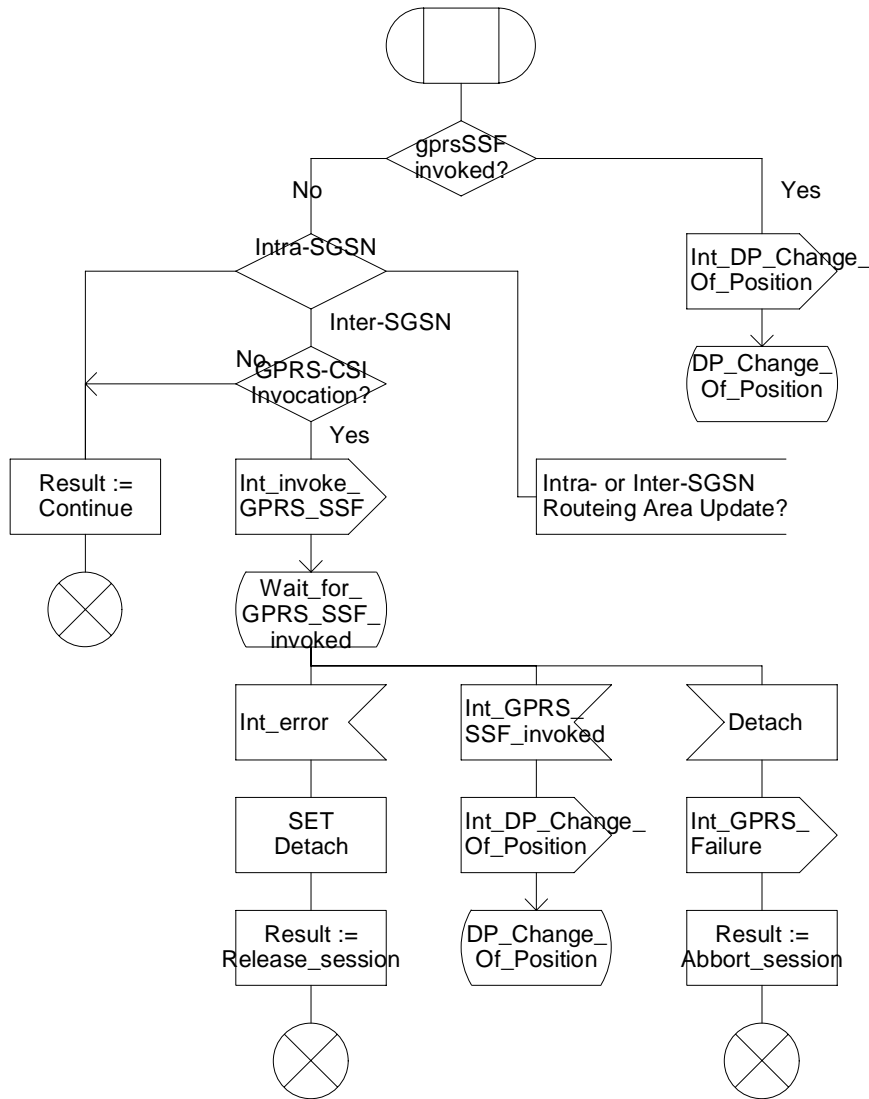 gprsSSF
invoked?
No
Yes
Intra-SGSN
Int_DP_Change_
Of_Position
Inter-SGSN
No
GPRS-CSI
Invocation?
DP_Change_
Of_Position
Yes
Result :=
Continue
Int_invoke_
GPRS_SSF
Intra- or Inter-SGSN
Routeing Area Update?
Wait_for_
GPRS_SSF_
invoked
Int_error
Int_GPRS_
SSF_invoked
Detach
SET
Detach
Int_DP_Change_
Of_Position
Int_GPRS_
Failure
Result :=
Release_session
DP_Change_
Of_Position
Result :=
Abbort_session